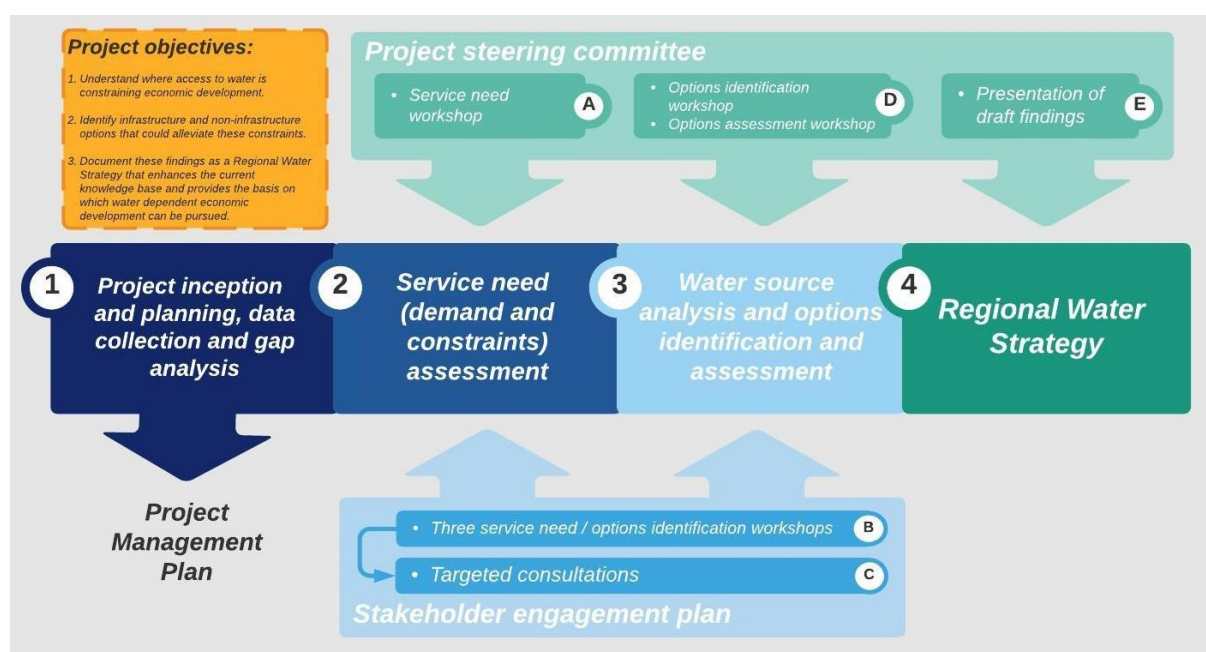 Project objectives:
1. Understand where access to water is
constraining economic development.
2. Identify infrastructure and non-infrastructure
options that could alleviate these constraints.
3. Document these findings as a Regional Water
Strategy that enhances the current
knowledge base and provides the basis on
which water dependent economic
development can be pursued.
Project steering committee
• Service need
workshop
A
• Options identification
workshop
• Options assessment workshop
D
• Presentation of
draft findings
E
1
Project inception
and planning, data
collection and gap
analysis
2
Service need
(demand and
constraints)
assessment
3
Water source
analysis and options
identification and
assessment
4
Regional Water
Strategy
Project
Management
Plan
• Three service need / options identification workshops
B
• Targeted consultations
C
Stakeholder engagement plan